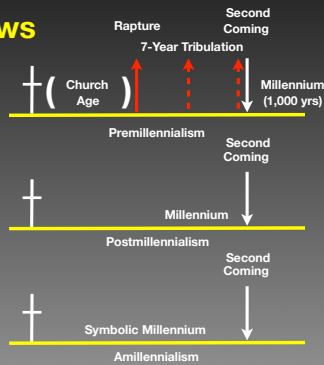 ws
Rapture
Second
Coming
7-Year Tribulation
( Church
Age )
Millennium
(1,000 yrs)
Premillennialism
Second
Coming
Millennium
Postmillennialism
Second
Coming
Symbolic Millennium
Amillennialism